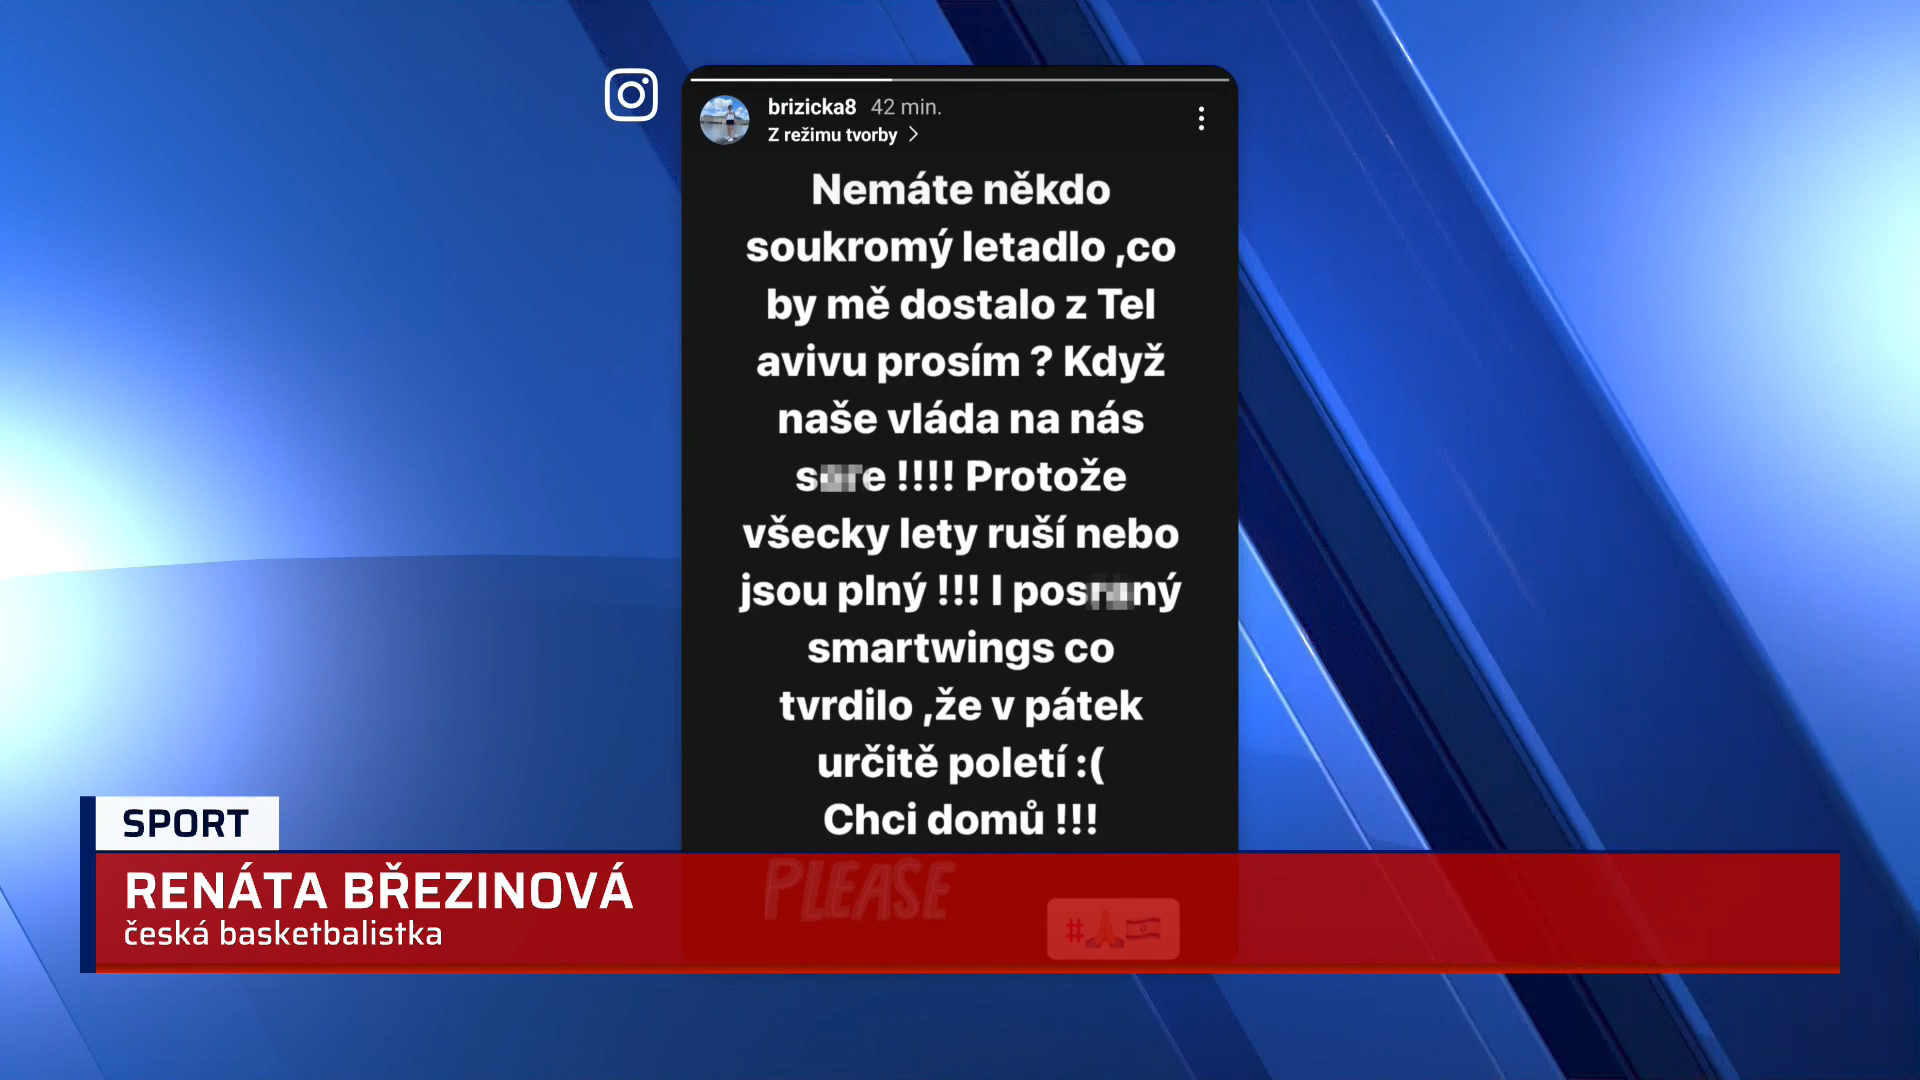 brizicka8 42 min.
Z režimu tvorby >
Nemáte někdo
soukromý letadlo ,co
by mě dostalo z Tel
avivu prosím ? Když
naše vláda na nás
!!!! Protože
všecky lety ruší nebo
jsou plný !!! I
smartwings co
tvrdilo ,že v pátek
určitě poletí :(
Chci domů !!!
PLEASE
#🙏🇮🇱
SPORT
RENÁTA BŘEZINOVÁ
česká basketbalistka